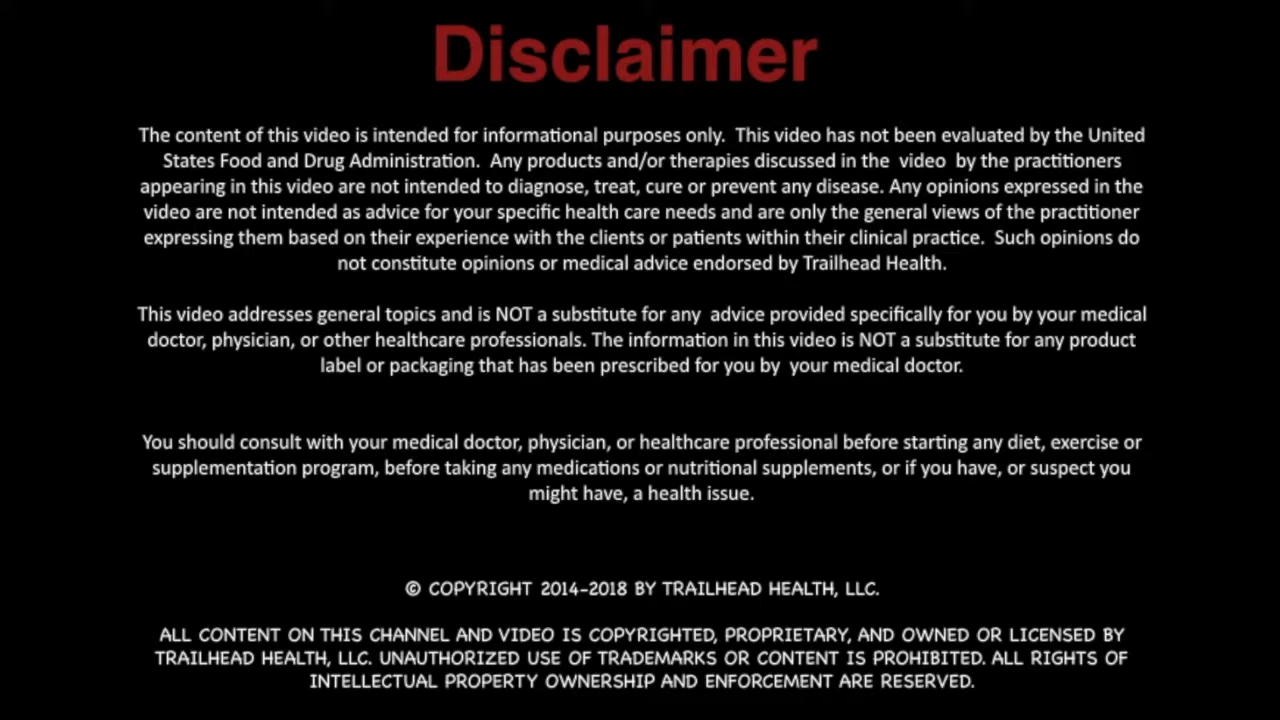 Disclaimer
The content of this video is intended for informational purposes only.  This video has not been evaluated by the United
States Food and Drug Administration.  Any products and/or therapies discussed in the  video  by the practitioners
appearing in this video are not intended to diagnose, treat, cure or prevent any disease. Any opinions expressed in the
video are not intended as advice for your specific health care needs and are only the general views of the practitioner
expressing them based on their experience with the clients or patients within their clinical practice.  Such opinions do
not constitute opinions or medical advice endorsed by Trailhead Health.
This video addresses general topics and is NOT a substitute for any  advice provided specifically for you by your medical
doctor, physician, or other healthcare professionals. The information in this video is NOT a substitute for any product
label or packaging that has been prescribed for you by  your medical doctor.
You should consult with your medical doctor, physician, or healthcare professional before starting any diet, exercise or
supplementation program, before taking any medications or nutritional supplements, or if you have, or suspect you
might have, a health issue.
© COPYRIGHT 2014-2018 BY TRAILHEAD HEALTH, LLC.
ALL CONTENT ON THIS CHANNEL AND VIDEO IS COPYRIGHTED, PROPRIETARY, AND OWNED OR LICENSED BY
TRAILHEAD HEALTH, LLC. UNAUTHORIZED USE OF TRADEMARKS OR CONTENT IS PROHIBITED. ALL RIGHTS OF
INTELLECTUAL PROPERTY OWNERSHIP AND ENFORCEMENT ARE RESERVED.